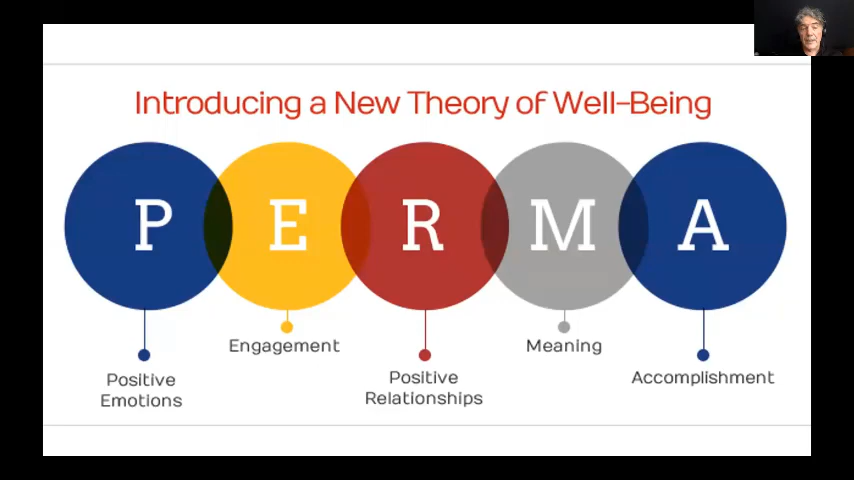 Introducing a New Theory of Well-Being
P E R M A
Positive
Emotions
Engagement
Positive
Relationships
Meaning
Accomplishment